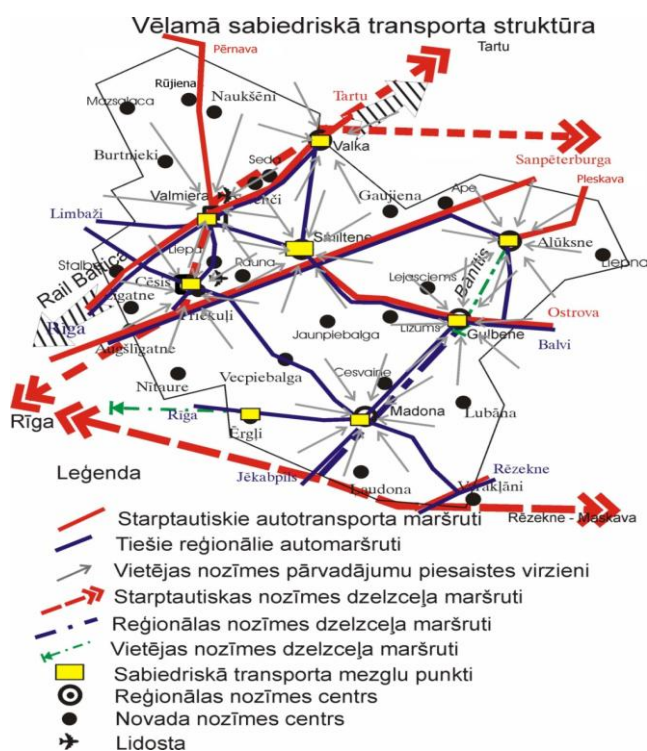 Vēlamā sabiedriskā transporta struktūra
Tartu
Pērnava
Rūjiena
Mazsalaca
Naukšēni
Tartu
Burtnieki
Seda
Valka
Sanpēterburga
Pleskava
Valmiera
Gaujiena
Ape
Limbaži
Smiltene
Alūksne
Liepa
Rauna
Rail Baltica
Cēsis
Lejasciems
Bānītis
Liepna
Priekuļi
Rīga
Jaunpiebalga
Lizums
Ostrova
Gulbene
Balvi
Augšlīgatne
Nītaure
Vecpiebalga
Cesvaine
Rīga
Rīga
Ērgļi
Madona
Lubāna
Jēkabpils
Ļaudona
Rēzekne
Varakļāni
Rēzekne - Maskava
Leģenda
Starptautiskie autotransporta maršruti
Tiešie reģionālie automaršruti
Vietējas nozīmes pārvadājumu piesaistes virzieni
Starptautiskas nozīmes dzelzceļa maršruti
Reģionālas nozīmes dzelzceļa maršruti
Vietējas nozīmes dzelzceļa maršruti
Sabiedriskā transporta mezglu punkti
Reģionālas nozīmes centrs
Novada nozīmes centrs
Lidosta